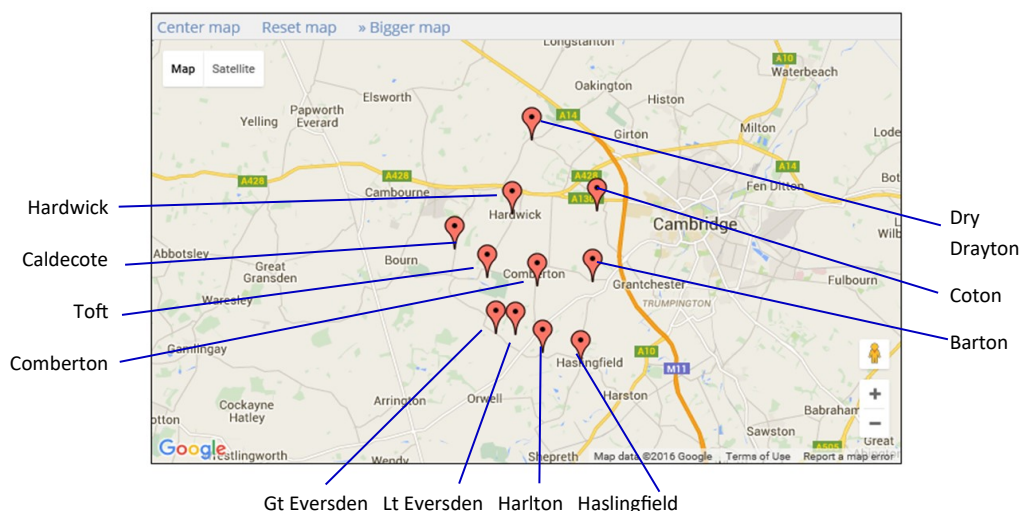 Center map Reset map » Bigger map
Longstanton
Map Satellite
A10
Waterbeach
Oakington
Elsworth
Histon
Papworth
Everard
Yelling
A14
Girton
Milton
A14
A428
A428
A428
Cambourne
Fen Ditton
Hardwick
Hardwick
Cambridge
Dry
Drayton
Caldecote
Abbotsley
Bourn
Great
Gransden
Comberton
Grantchester
Fulbourn
Coton
Waresley
TRUMPINGTON
Toft
Barton
Gamlingay
Comberton
Haslingfield
A10
M11
Arrington
Orwell
Harston
Cockayne
Hatley
Babraham
Sawston
Google
Wendy
Shepreth
Map data ©2016 Google Terms of Use Report a map error
A505
Great
Gt Eversden Lt Eversden Harlton Haslingfield